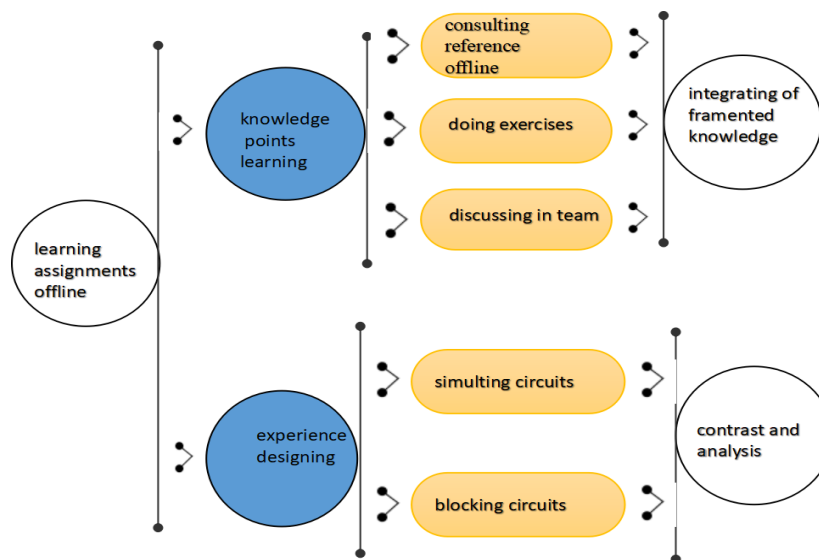 learning
assignments
offline
knowledge
points
learning
consulting
reference
offline
doing exercises
discussing in team
integrating of
framented
knowledge
experience
designing
simulting circuits
blocking circuits
contrast and
analysis